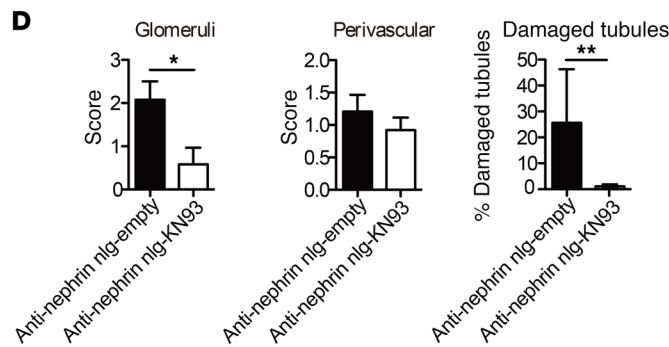 D
Glomeruli
*
Score
3
2
1
0
Anti-nephrin nlg-empty
Anti-nephrin nlg-KN93
Perivascular
Score
2.0
1.5
1.0
0.5
0.0
Anti-nephrin nlg-empty
Anti-nephrin nlg-KN93
Damaged tubules
**
% Damaged tubules
50
40
30
20
10
0
Anti-nephrin nlg-empty
Anti-nephrin nlg-KN93